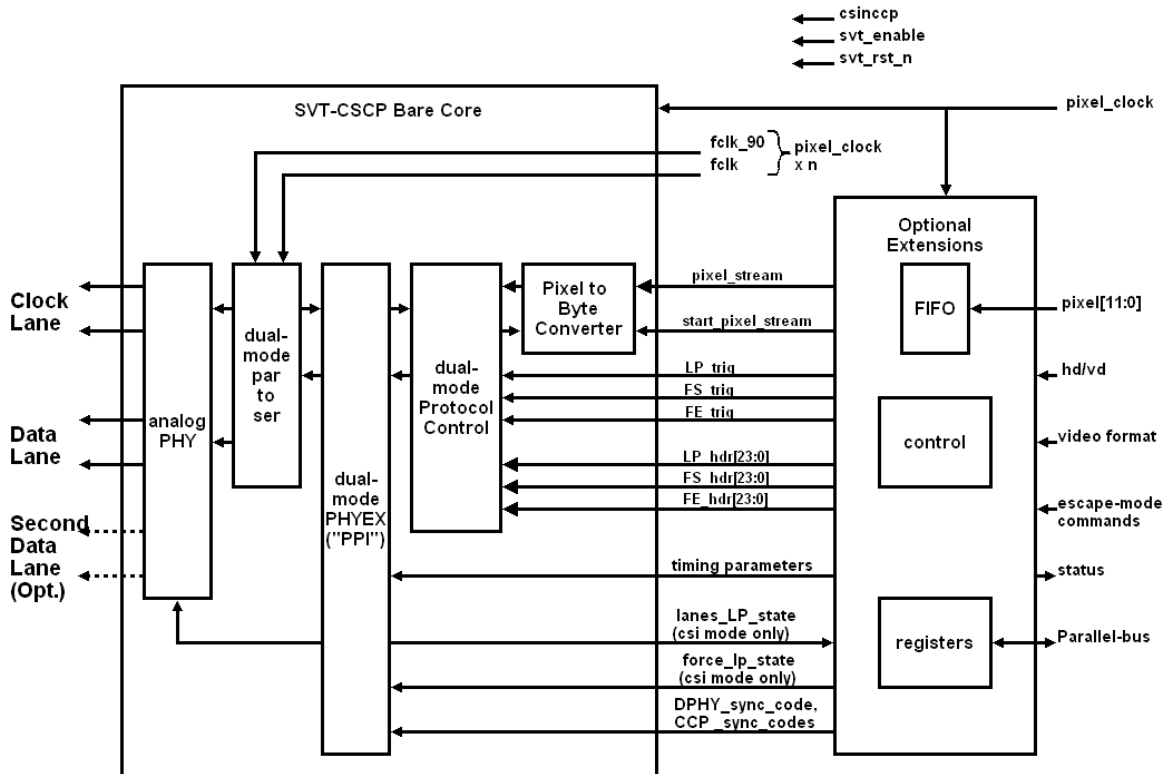 csinccp
svt_enable
svt_rst_n
SVT-CSCP Bare Core
pixel_clock
fclk_90
fclk
pixel_clock
x n
Optional
Extensions
FIFO
control
registers
pixel[11:0]
hd/vd
video format
escape-mode
commands
status
Parallel-bus
Clock
Lane
Data
Lane
Second
Data
Lane
(Opt.)
analog
PHY
dual-
mode
par
to
ser
dual-
mode
PHYEX
("PPI")
dual-
mode
Protocol
Control
Pixel to
Byte
Converter
pixel_stream
start_pixel_stream
LP_trig
FS_trig
FE_trig
LP_hdr[23:0]
FS_hdr[23:0]
FE_hdr[23:0]
timing parameters
lanes_LP_state
(csi mode only)
force_lp_state
(csi mode only)
DPHY_sync_code,
CCP_sync_codes